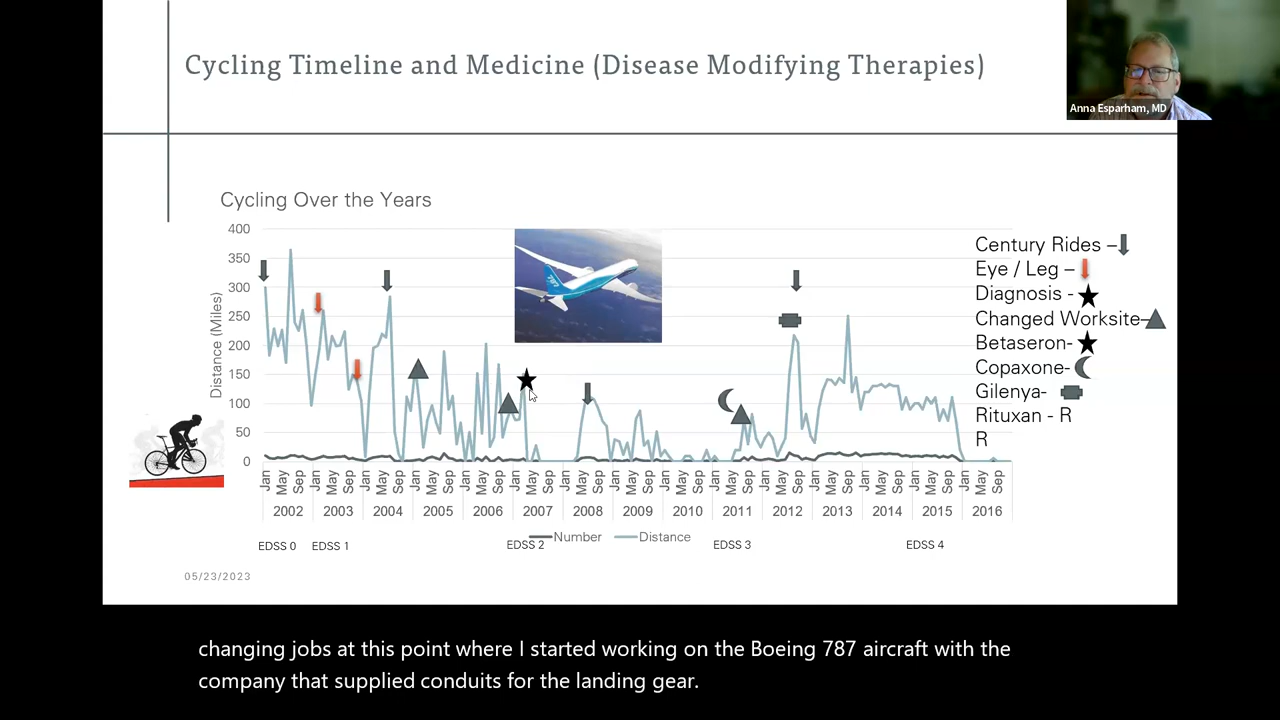 Cycling Timeline and Medicine (Disease Modifying Therapies)
Anna Esparham, MD
Cycling Over the Years
Distance (Miles)
400
350
300
250
200
150
100
50
0
787
Century Rides –
Eye / Leg –
Diagnosis -
Changed Worksite–
Betaseron-
Copaxone-
Gilenya-
Rituxan - R
R
Jan May Sep Jan May Sep Jan May Sep Jan May Sep Jan May Sep Jan May Sep Jan May Sep Jan May Sep Jan May Sep Jan May Sep Jan May Sep Jan May Sep Jan May Sep Jan May Sep Jan May Sep
2002 2003 2004 2005 2006 2007 2008 2009 2010 2011 2012 2013 2014 2015 2016
Number Distance
EDSS 0 EDSS 1 EDSS 2 EDSS 3 EDSS 4
05/23/2023
changing jobs at this point where I started working on the Boeing 787 aircraft with the
company that supplied conduits for the landing gear.